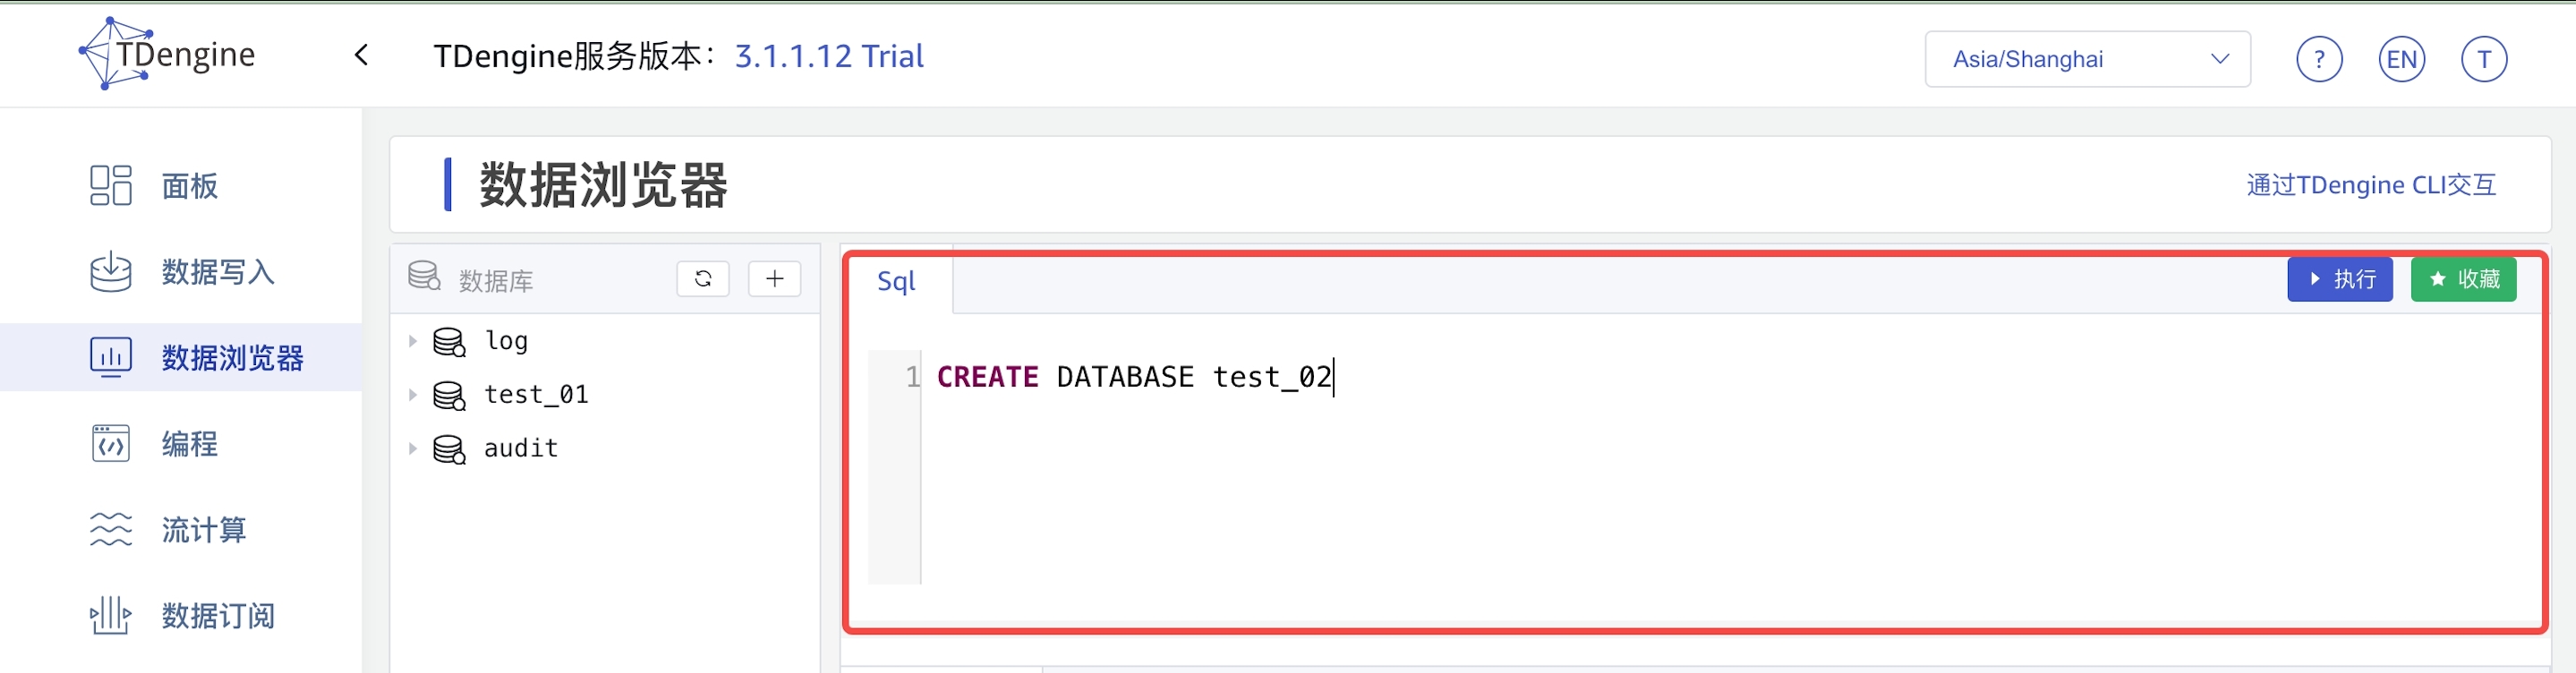 TDengine
TDengine服务版本： 3.1.1.12 Trial
Asia/Shanghai
?
EN
T
面板
数据写入
数据浏览器
编程
流计算
数据订阅
数据浏览器
通过TDengine CLI交互
数据库
log
test_01
audit
Sql
执行
收藏
1 CREATE DATABASE test_02